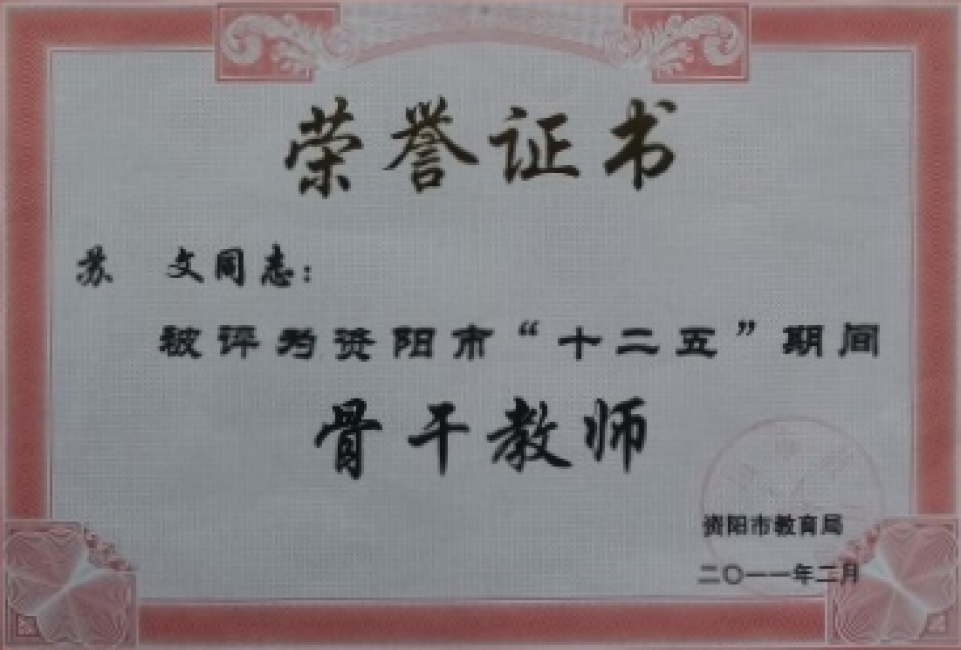 荣誉证书
苏 文同志:
被评为资阳市“十二五”期间
骨干教师
资阳市教育局
二〇一一年二月